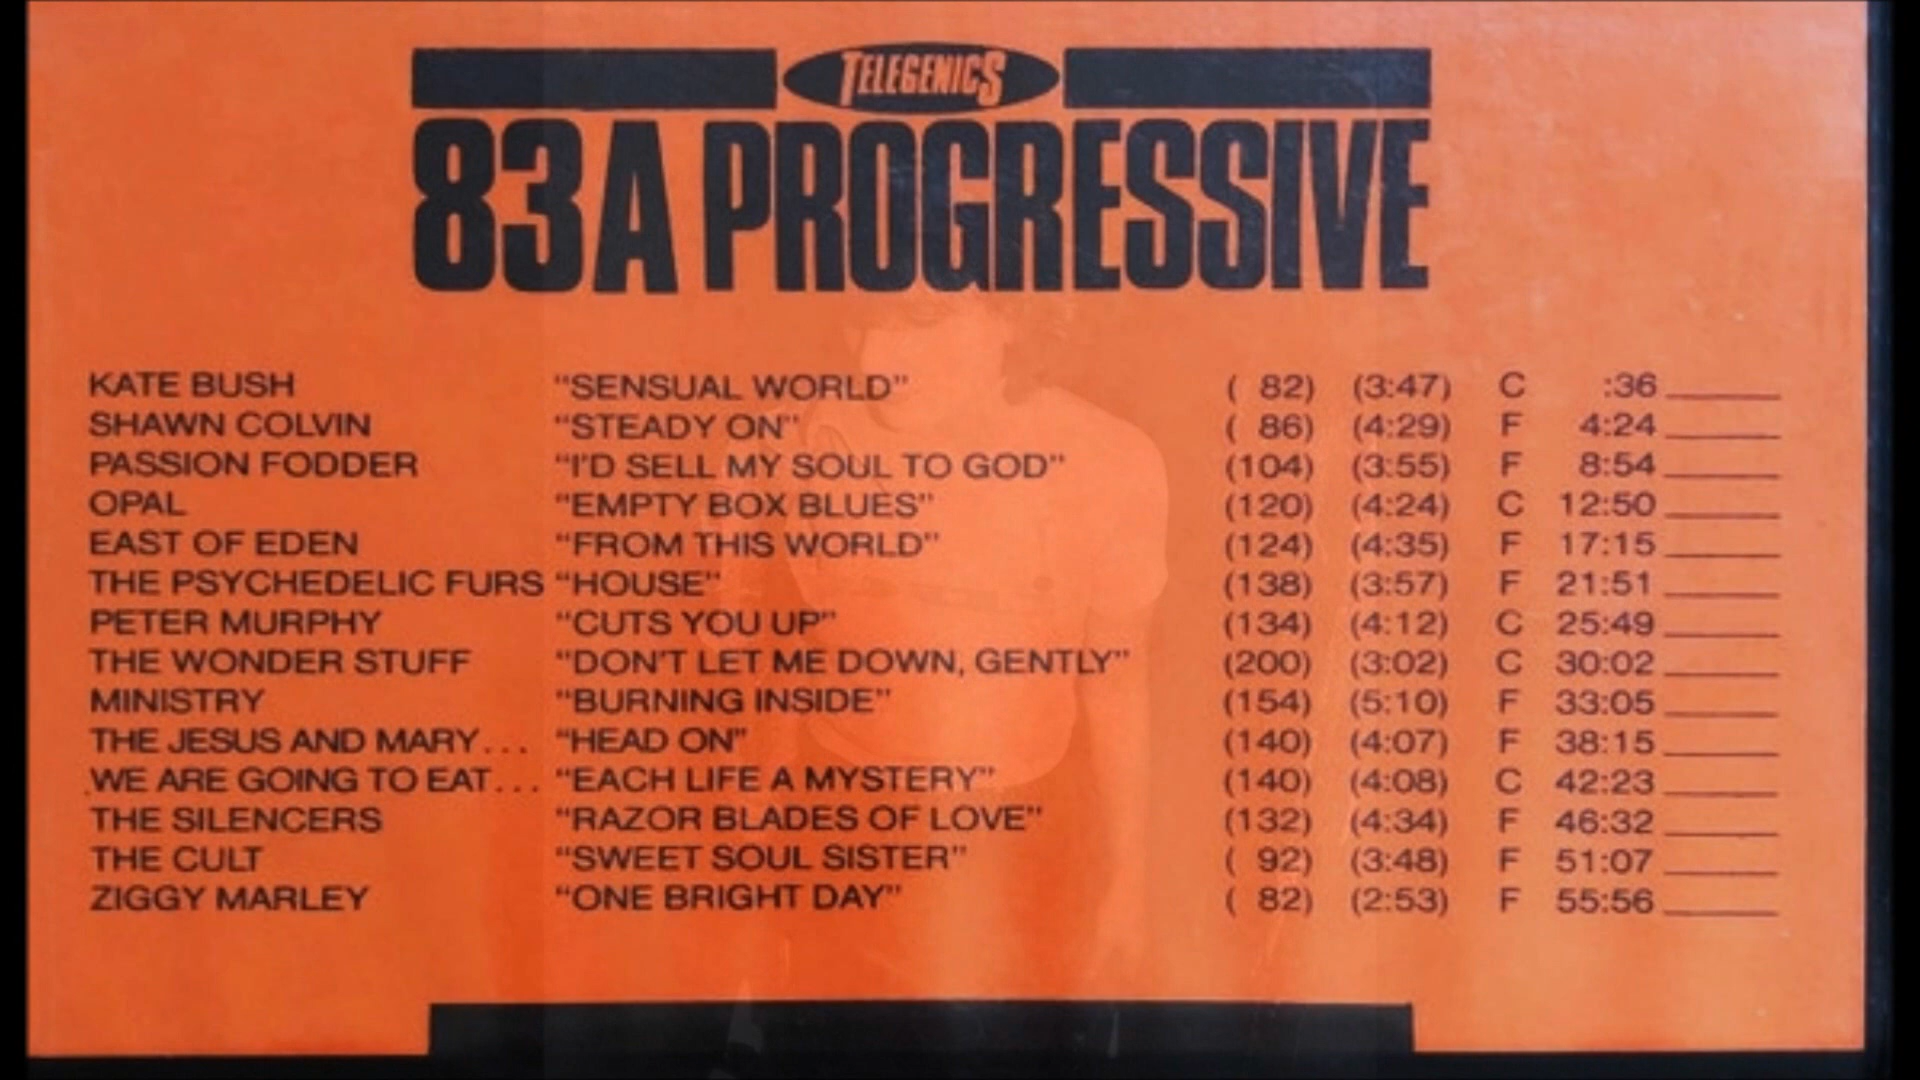 TELEGENICS
83A PROGRESSIVE
KATE BUSH "SENSUAL WORLD" ( 82) (3:47) C :36
SHAWN COLVIN "STEADY ON" ( 86) (4:29) F 4:24
PASSION FODDER "I'D SELL MY SOUL TO GOD" (104) (3:55) F 8:54
OPAL "EMPTY BOX BLUES" (120) (4:24) C 12:50
EAST OF EDEN "FROM THIS WORLD" (124) (4:35) F 17:15
THE PSYCHEDELIC FURS "HOUSE" (138) (3:57) F 21:51
PETER MURPHY "CUTS YOU UP" (134) (4:12) C 25:49
THE WONDER STUFF "DON'T LET ME DOWN, GENTLY" (200) (3:02) C 30:02
MINISTRY "BURNING INSIDE" (154) (5:10) F 33:05
THE JESUS AND MARY... "HEAD ON" (140) (4:07) F 38:15
WE ARE GOING TO EAT... "EACH LIFE A MYSTERY" (140) (4:08) C 42:23
THE SILENCERS "RAZOR BLADES OF LOVE" (132) (4:34) F 46:32
THE CULT "SWEET SOUL SISTER" ( 92) (3:48) F 51:07
ZIGGY MARLEY "ONE BRIGHT DAY" ( 82) (2:53) F 55:56